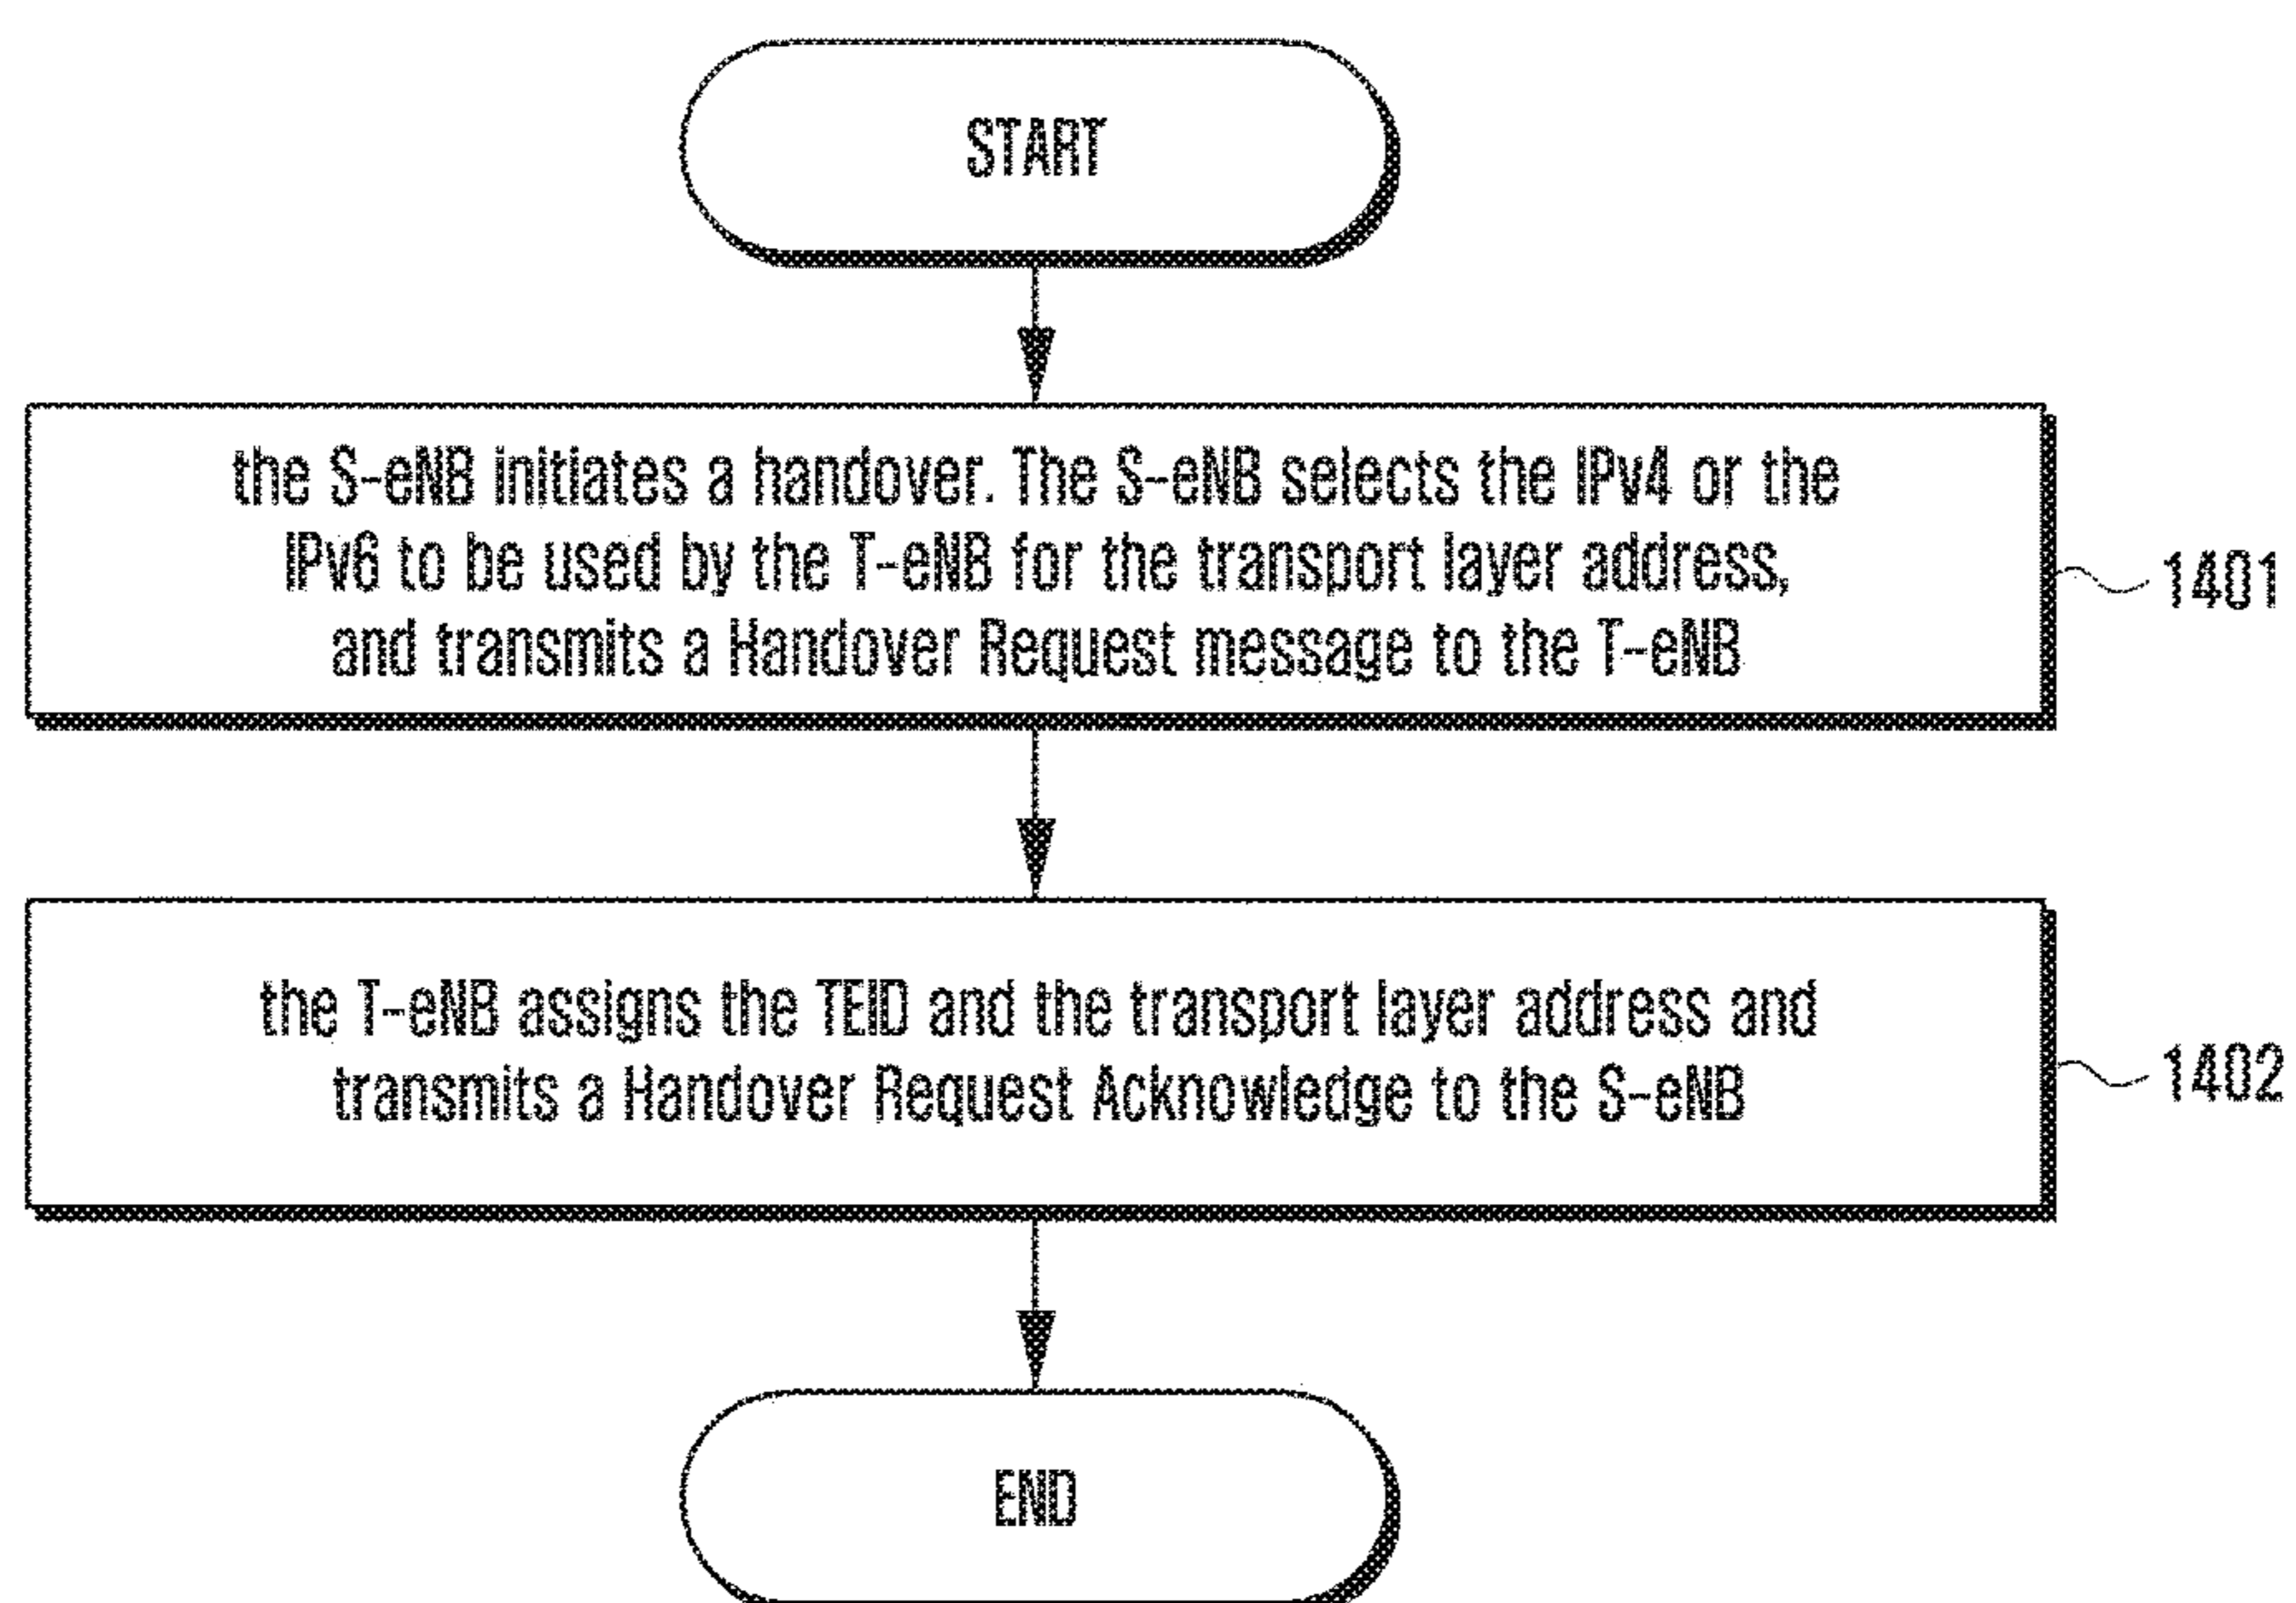 START
the S-eNB initiates a handover. The S-eNB selects the IPv4 or the
IPv6 to be used by the T-eNB for the transport layer address,
and transmits a Handover Request message to the T-eNB
1401
the T-eNB assigns the TEID and the transport layer address and
transmits a Handover Request Acknowledge to the S-eNB
1402
END